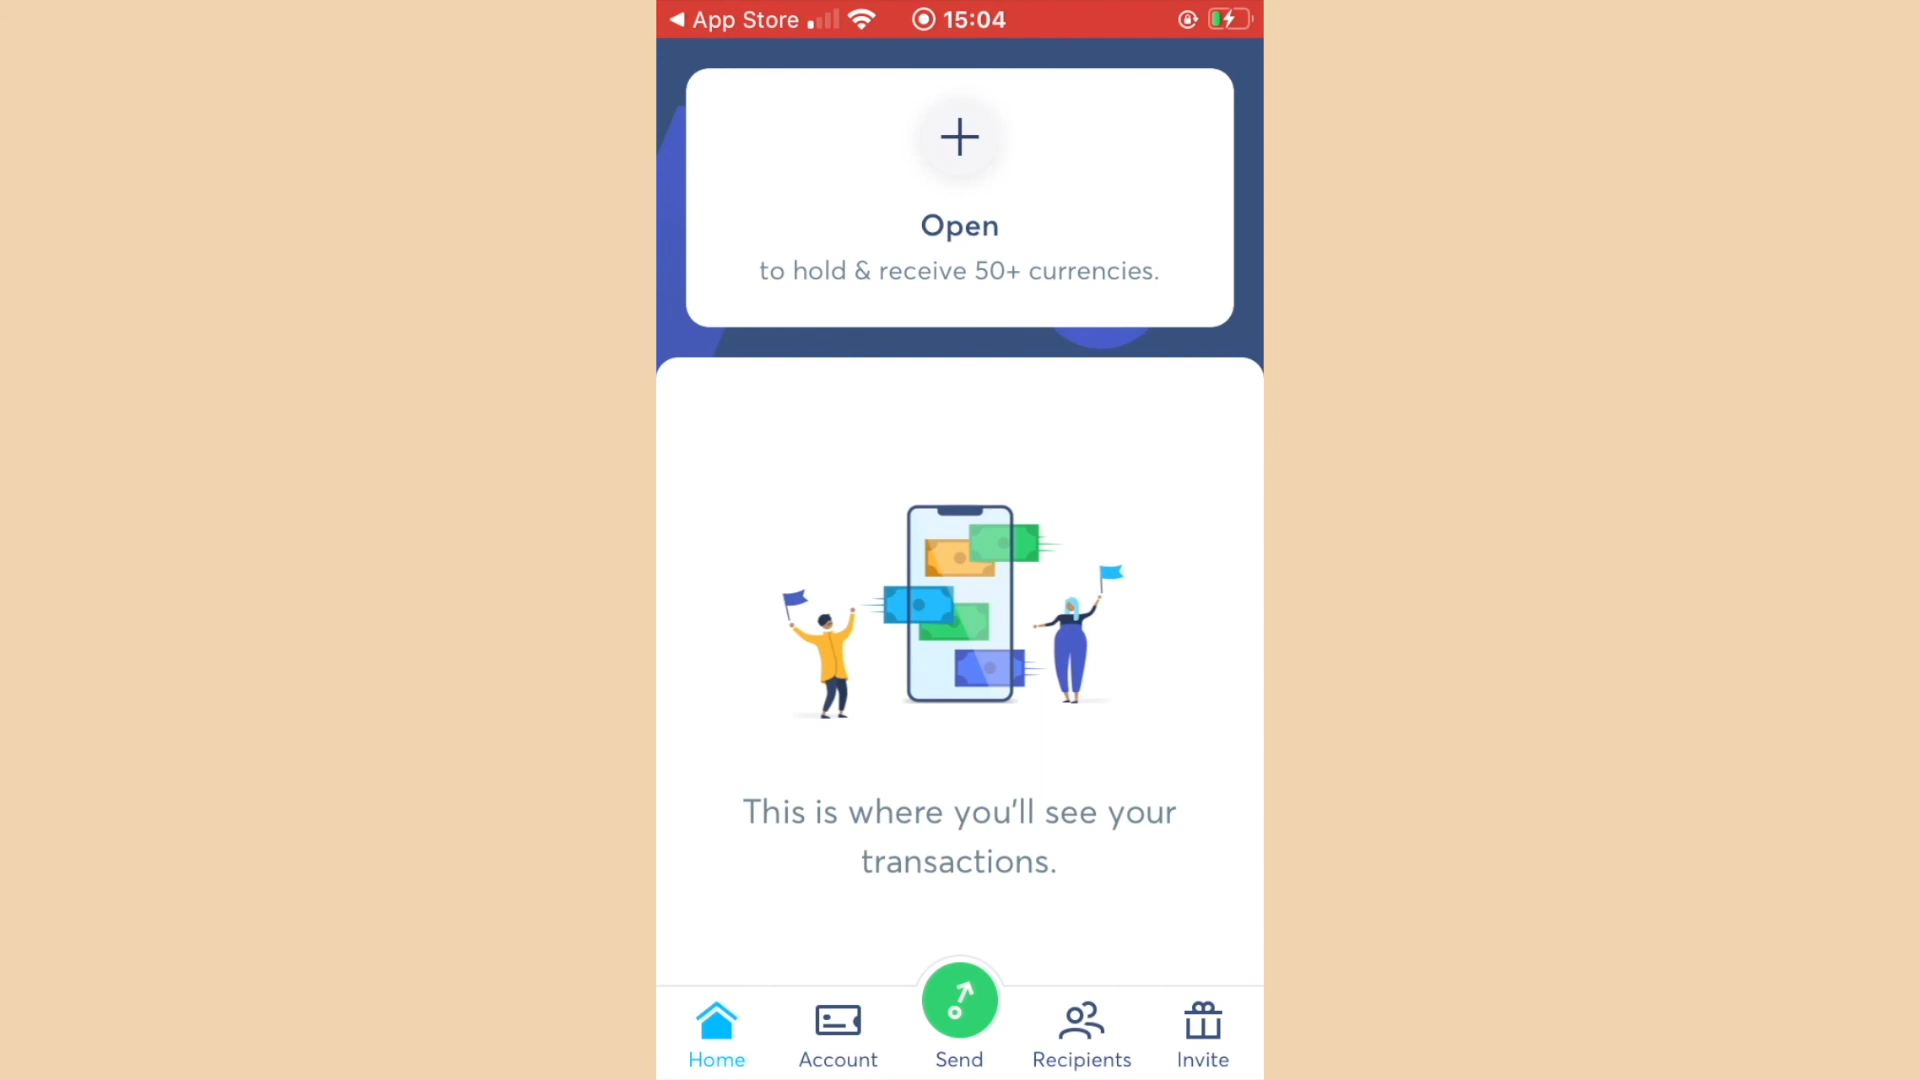 App Store 15:04
Open
to hold & receive 50+ currencies.
This is where you'll see your
transactions.
Home Account Send Recipients Invite